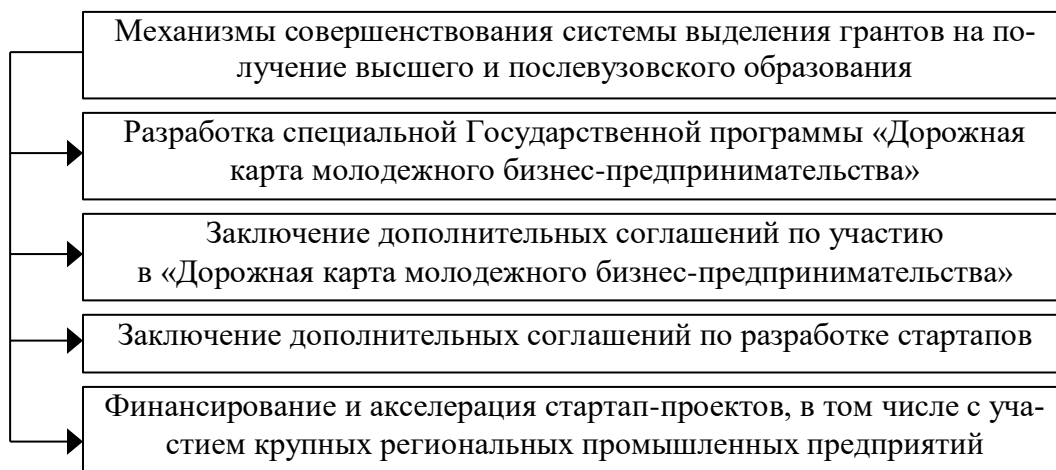 Механизмы совершенствования системы выделения грантов на по-
лучение высшего и послевузовского образования
Разработка специальной Государственной программы «Дорожная
карта молодежного бизнес-предпринимательства»
Заключение дополнительных соглашений по участию
в «Дорожная карта молодежного бизнес-предпринимательства»
Заключение дополнительных соглашений по разработке стартапов
Финансирование и акселерация стартап-проектов, в том числе с уча-
стием крупных региональных промышленных предприятий